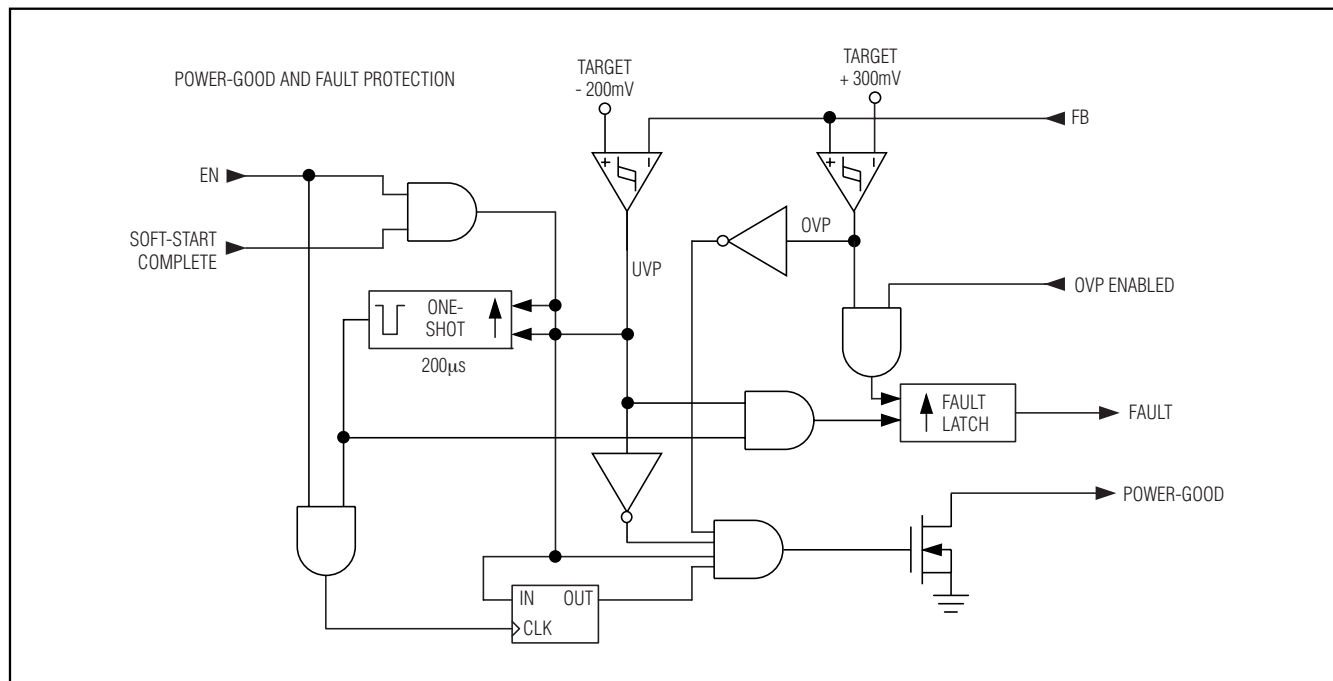 POWER-GOOD AND FAULT PROTECTION
TARGET
- 200mV
TARGET
+ 300mV
FB
+
-
+
-
EN
SOFT-START
COMPLETE
OVP
UVP
OVP ENABLED
ONE-
SHOT
200μs
FAULT
LATCH
FAULT
POWER-GOOD
IN OUT
CLK